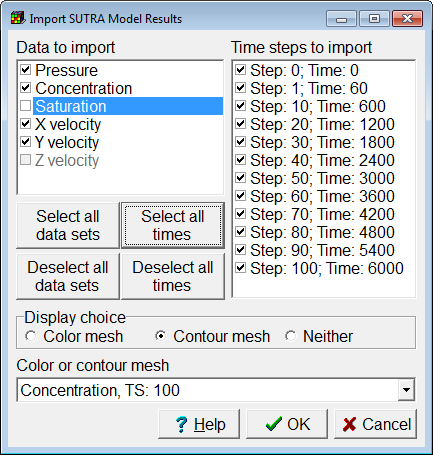 Import SUTRA Model Results
Data to import
Pressure
Concentration
Saturation
X velocity
Y velocity
Z velocity
Select all data sets
Select all times
Deselect all data sets
Deselect all times
Time steps to import
Step: 0; Time: 0
Step: 1; Time: 60
Step: 10; Time: 600
Step: 20; Time: 1200
Step: 30; Time: 1800
Step: 40; Time: 2400
Step: 50; Time: 3000
Step: 60; Time: 3600
Step: 70; Time: 4200
Step: 80; Time: 4800
Step: 90; Time: 5400
Step: 100; Time: 6000
Display choice
Color mesh
Contour mesh
Neither
Color or contour mesh
Concentration, TS: 100
? Help
OK
Cancel